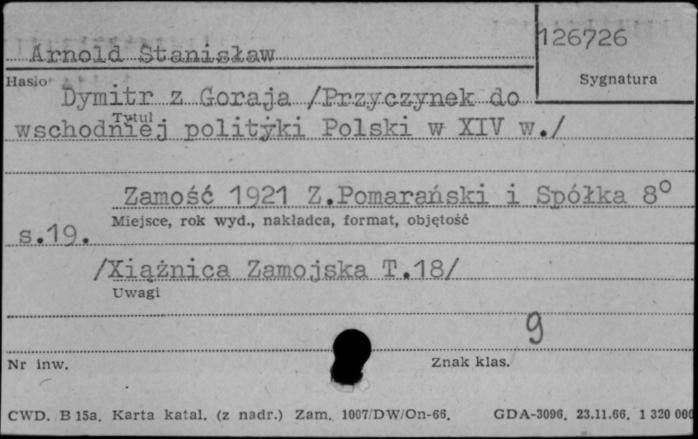 126726
Arnold Stanisław
Hasło
Sygnatura
Dymitr z Goraja /Przyczynek do
Tytuł
wschodniej polityki Polski w XIV w./
Zamość 1921 Z.Pomarański i Spółka 8°
Miejsce, rok wyd., nakładca, format, objętość
s.19.
/Xiążnica Zamojska T.18/
Uwagi
9
Nr inw.
Znak klas.
CWD. B 15a. Karta katal. (z nadr.) Zam. 1007/DW/On-66. GDA-3096. 23.11.66. 1 320 000